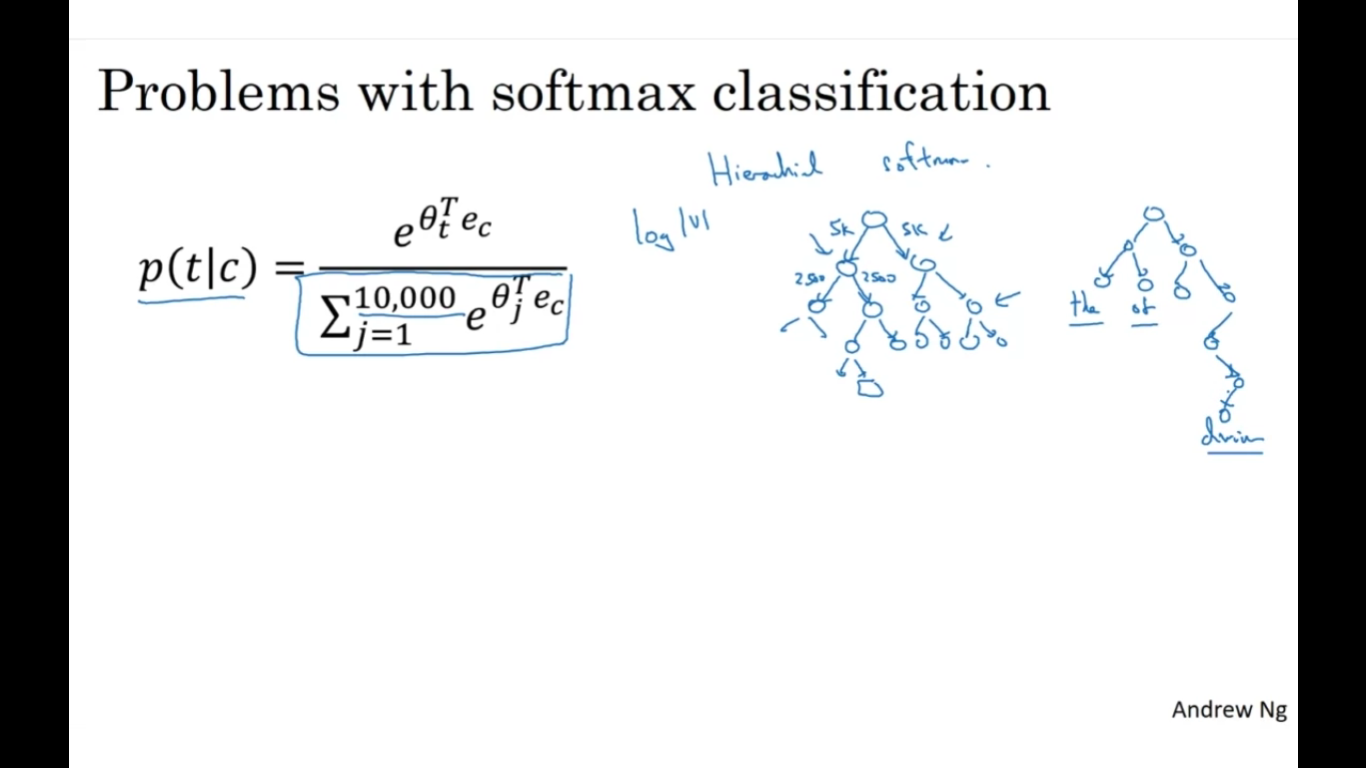 Problems with softmax classification
Hierachial softmax.
p(t|c) = e^{θ_t^T e_c} / Σ_{j=1}^{10,000} e^{θ_j^T e_c}
log |v|
5k 5k
2500 2500
the of
Andrew Ng